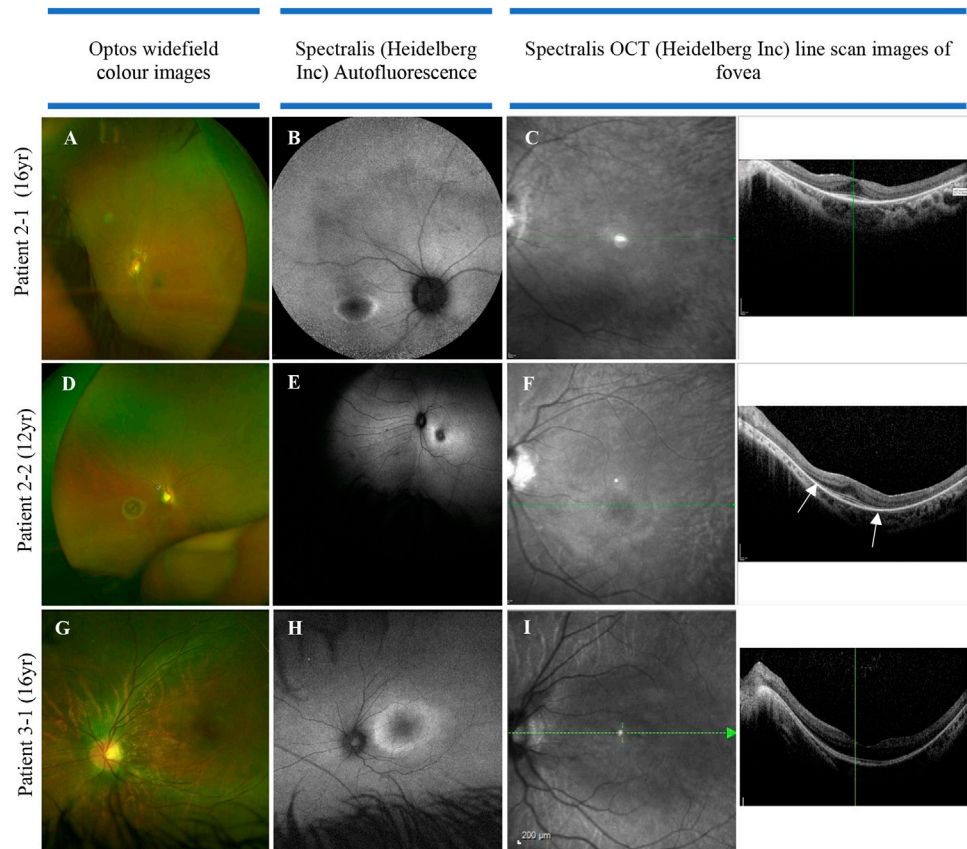 Optos widefield
colour images
Spectralis (Heidelberg
Inc) Autofluorescence
Spectralis OCT (Heidelberg Inc) line scan images of
fovea
Patient 2-1 (16yr)
A
B
C
Patient 2-2 (12yr)
D
E
F
Patient 3-1 (16yr)
G
H
I
200 µm